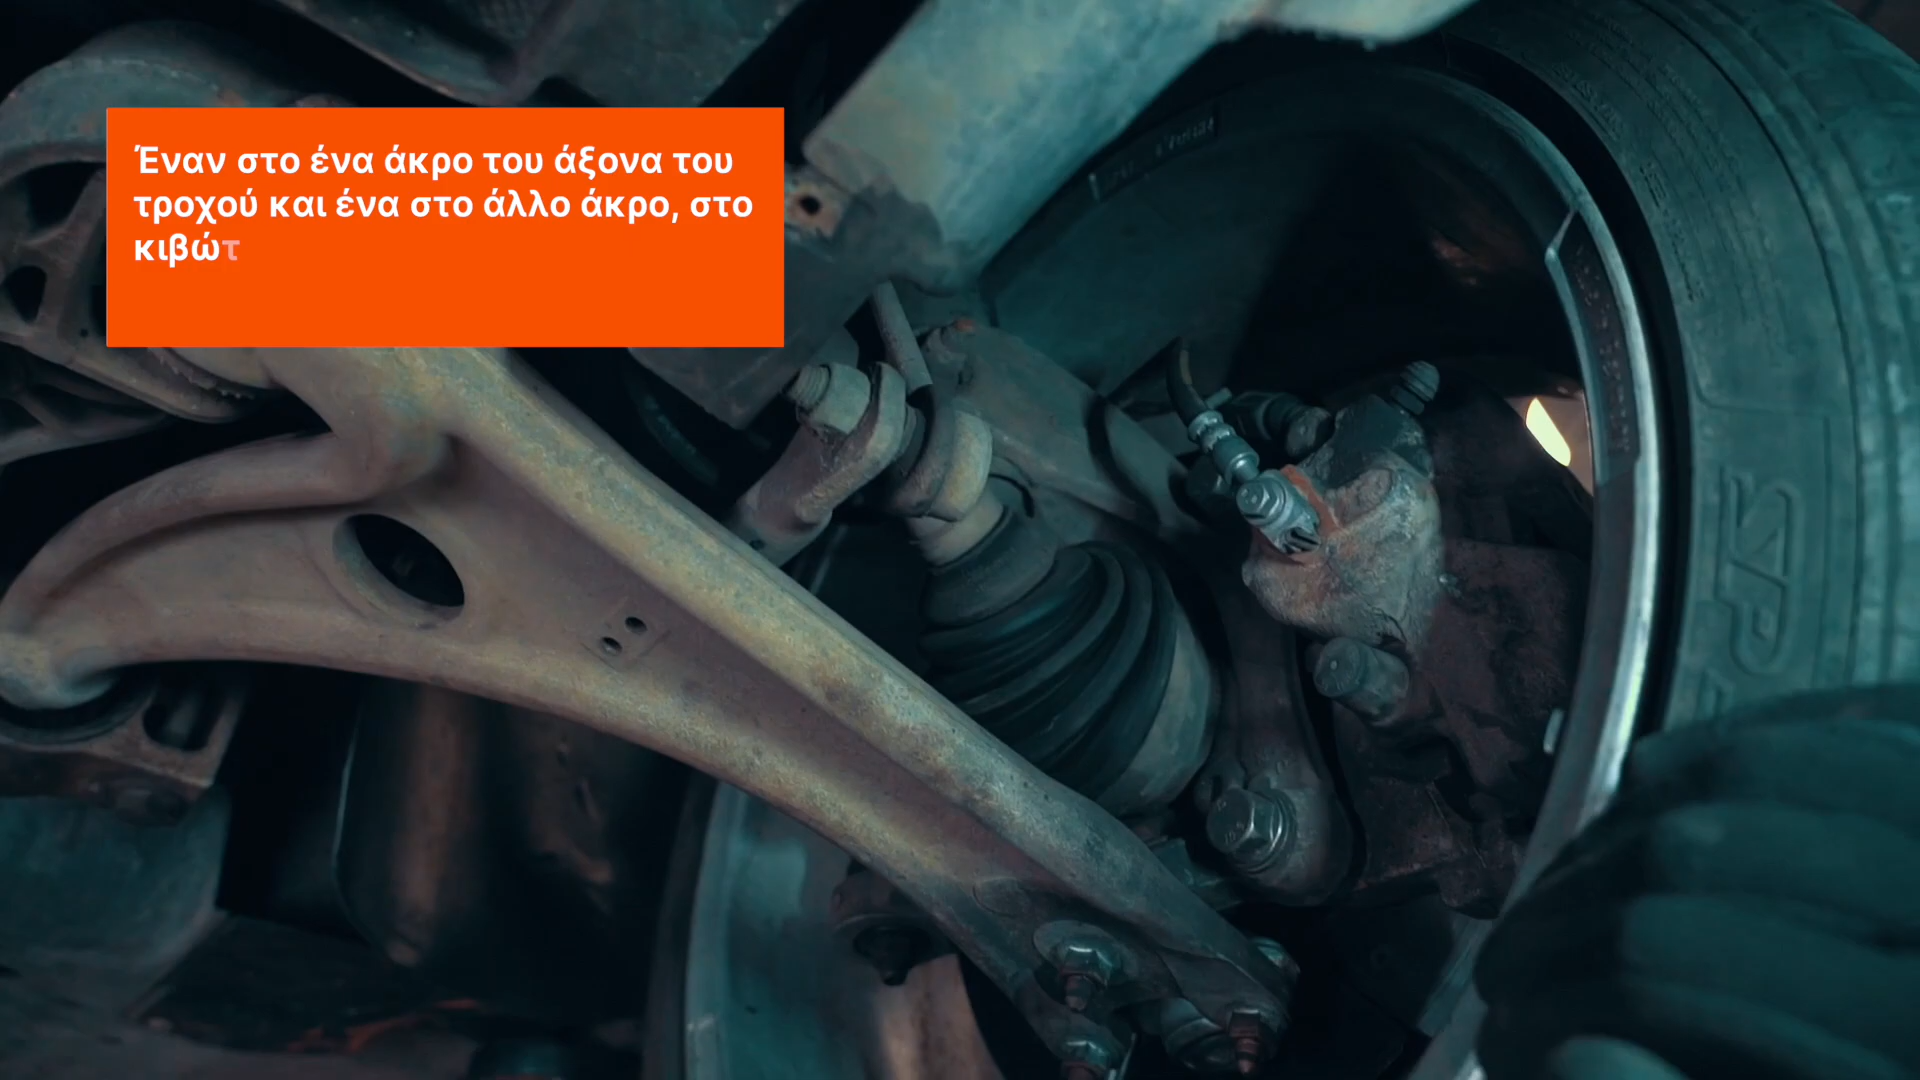 Έναν στο ένα άκρο του άξονα του
τροχού και ένα στο άλλο άκρο, στο
κιβώτ